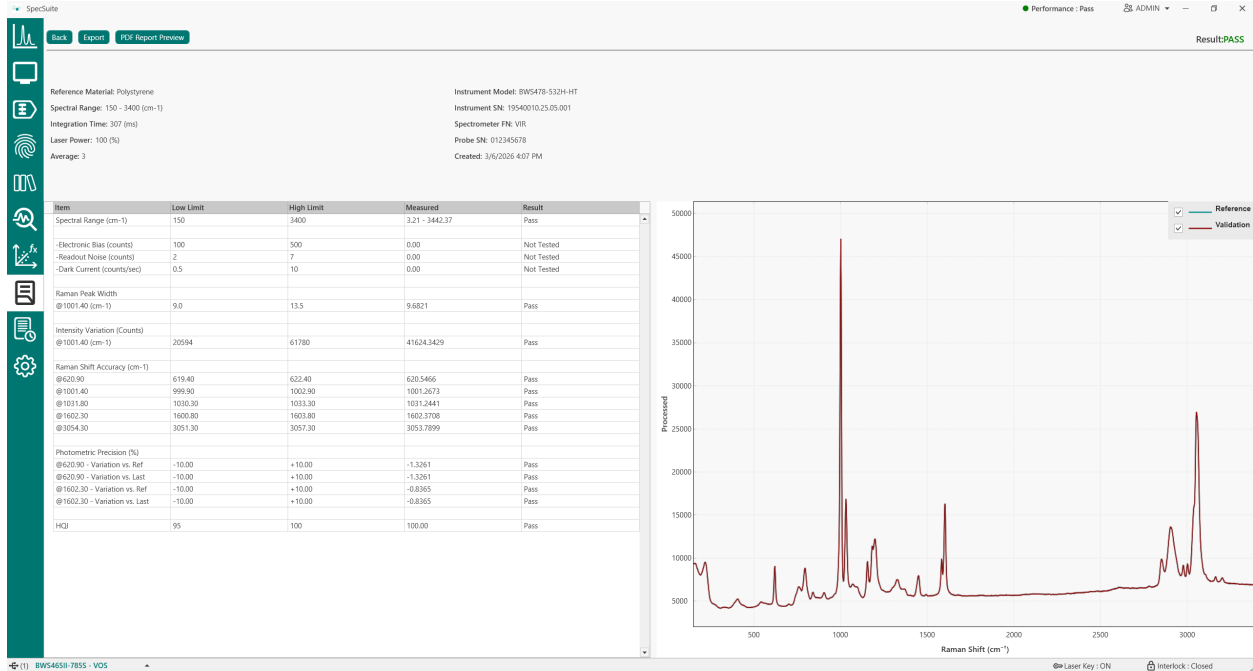 SpecSuite
Performance : Pass
ADMIN
Back Export PDF Report Preview
Result:PASS
Reference Material: Polystyrene
Spectral Range: 150 - 3400 (cm-1)
Integration Time: 307 (ms)
Laser Power: 100 (%)
Average: 3
Instrument Model: BWS478-532H-HT
Instrument SN: 19540010.25.05.001
Spectrometer FN: VIR
Probe SN: 012345678
Created: 3/6/2026 4:07 PM
Item Low Limit High Limit Measured Result
Spectral Range (cm-1) 150 3400 3.21 - 3442.37 Pass
-Electronic Bias (counts) 100 500 0.00 Not Tested
-Readout Noise (counts) 2 7 0.00 Not Tested
-Dark Current (counts/sec) 0.5 10 0.00 Not Tested
Raman Peak Width
@1001.40 (cm-1) 9.0 13.5 9.6821 Pass
Intensity Variation (Counts)
@1001.40 (cm-1) 20594 61780 41624.3429 Pass
Raman Shift Accuracy (cm-1)
@620.90 619.40 622.40 620.5466 Pass
@1001.40 999.90 1002.90 1001.2673 Pass
@1031.80 1030.30 1033.30 1031.2441 Pass
@1602.30 1600.80 1603.80 1602.3708 Pass
@3054.30 3051.30 3057.30 3053.7899 Pass
Photometric Precision (%)
@620.90 - Variation vs. Ref -10.00 +10.00 -1.3261 Pass
@620.90 - Variation vs. Last -10.00 +10.00 -1.3261 Pass
@1602.30 - Variation vs. Ref -10.00 +10.00 -0.8365 Pass
@1602.30 - Variation vs. Last -10.00 +10.00 -0.8365 Pass
HQI 95 100 100.00 Pass
Reference
Validation
50000
45000
40000
35000
30000
25000
20000
15000
10000
5000
Processed
500 1000 1500 2000 2500 3000
Raman Shift (cm⁻¹)
fx
(1) BWS465II-785S - VOS
Laser Key : ON
Interlock : Closed